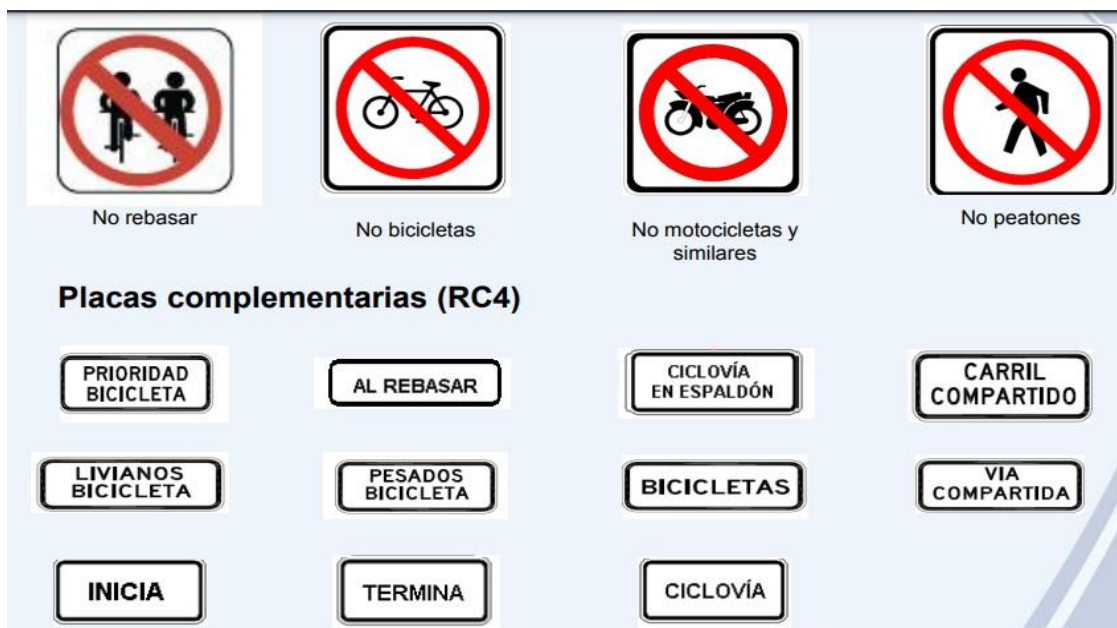 No rebasar
No bicicletas
No motocicletas y
similares
No peatones
Placas complementarias (RC4)
PRIORIDAD
BICICLETA
AL REBASAR
CICLOVÍA
EN ESPALDÓN
CARRIL
COMPARTIDO
LIVIANOS
BICICLETA
PESADOS
BICICLETA
BICICLETAS
VIA
COMPARTIDA
INICIA
TERMINA
CICLOVÍA